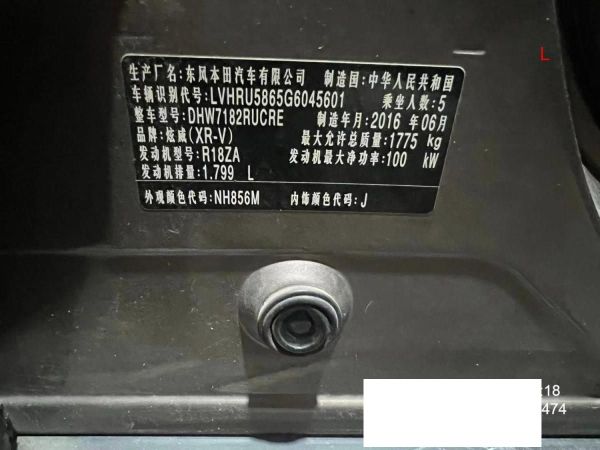 L
生产厂名:东风本田汽车有限公司 制造国:中华人民共和国
车辆识别代号:LVHRU5865G6045601 乘坐人数:5
整车型号:DHW7182RUCRE 制造年月:2016 年06月
品牌:炫威(XR-V) 最大允许总质量:1775 kg
发动机型号:R18ZA 发动机最大净功率:100 kW
发动机排量:1.799 L
外观颜色代码:NH856M 内饰颜色代码:J
:18
474